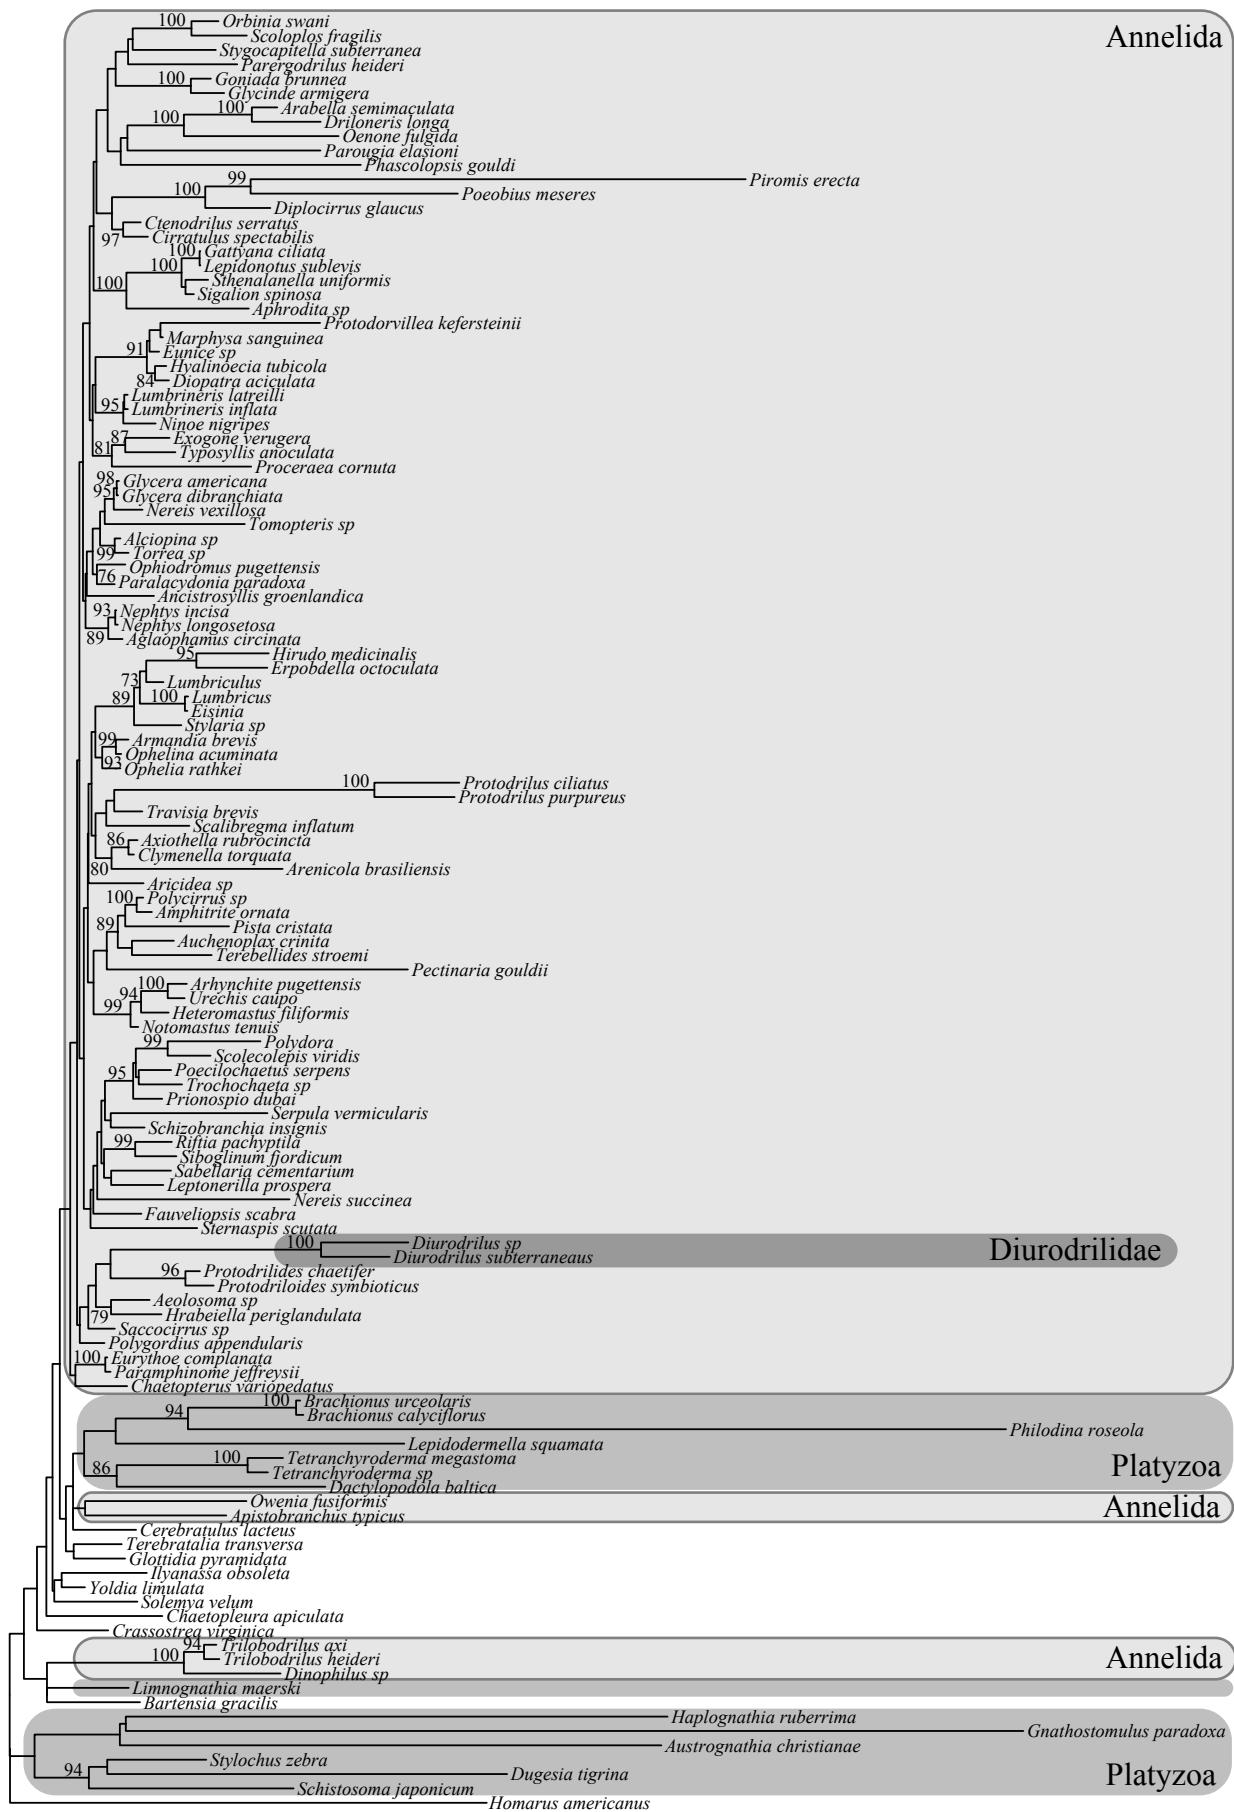 100
Orbinia swani
Annelida
Scoloplos fragilis
Stygocapitella subterranea
Parergodrilus heideri
100
Goniada brunnea
Glycinde armigera
100
Arabella semimaculata
100
Driloneris longa
Oenone fulgida
Parougia elasioni
Phascolopsis gouldi
99
Piromis erecta
100
Poeobius meseres
Diplocirrus glaucus
Ctenodrilus serratus
97
Cirratulus spectabilis
100
Gattyana ciliata
100
Lepidonotus sublevis
Sthenalanella uniformis
100
Sigalion spinosa
Aphrodita sp
Protodorvillea kefersteinii
Marphysa sanguinea
91
Eunice sp
Hyalinoecia tubicola
84
Diopatra aciculata
Lumbrineris latreilli
95
Lumbrineris inflata
Ninoe nigripes
87
Exogone verugera
81
Typosyllis anoculata
Proceraea cornuta
98
Glycera americana
95
Glycera dibranchiata
Nereis vexillosa
Tomopteris sp
Alciopina sp
99
Torrea sp
Ophiodromus pugettensis
76
Paralacydonia paradoxa
Ancistrosyllis groenlandica
93
Nephtys incisa
Nephtys longosetosa
89
Aglaophamus circinata
95
Hirudo medicinalis
Erpobdella octoculata
73
Lumbriculus
89
100
Lumbricus
Eisinia
Stylaria sp
99
Armandia brevis
Ophelina acuminata
93
Ophelia rathkei
100
Protodrilus ciliatus
Protodrilus purpureus
Travisia brevis
Scalibregma inflatum
86
Axiothella rubrocincta
Clymenella torquata
80
Arenicola brasiliensis
Aricidea sp
100
Polycirrus sp
Amphitrite ornata
89
Pista cristata
Auchenoplax crinita
Terebellides stroemi
Pectinaria gouldii
100
Arhynchite pugettensis
94
Urechis caupo
99
Heteromastus filiformis
Notomastus tenuis
99
Polydora
Scolecolepis viridis
95
Poecilochaetus serpens
Trochochaeta sp
Prionospio dubai
Serpula vermicularis
Schizobranchia insignis
99
Riftia pachyptila
Siboglinum fjordicum
Sabellaria cementarium
Leptonerilla prospera
Nereis succinea
Fauveliopsis scabra
Sternaspis scutata
100
Diurodrilus sp
Diurodrilidae
Diurodrilus subterraneaus
96
Protodrilides chaetifer
Protodriloides symbioticus
Aeolosoma sp
79
Hrabeiella periglandulata
Saccocirrus sp
Polygordius appendularis
100
Eurythoe complanata
Paramphinome jeffreysii
Chaetopterus variopedatus
100
Brachionus urceolaris
94
Brachionus calyciflorus
Philodina roseola
Lepidodermella squamata
100
Tetranchyroderma megastoma
86
Tetranchyroderma sp
Platyzoa
Dactylopodola baltica
Owenia fusiformis
Annelida
Apistobranchus typicus
Cerebratulus lacteus
Terebratalia transversa
Glottidia pyramidata
Ilyanassa obsoleta
Yoldia limulata
Solemya velum
Chaetopleura apiculata
Crassostrea virginica
94
Trilobodrilus axi
100
Trilobodrilus heideri
Annelida
Dinophilus sp
Limnognathia maerski
Bartensia gracilis
Haplognathia ruberrima
Gnathostomulus paradoxa
Austrognathia christianae
Stylochus zebra
94
Dugesia tigrina
Platyzoa
Schistosoma japonicum
Homarus americanus